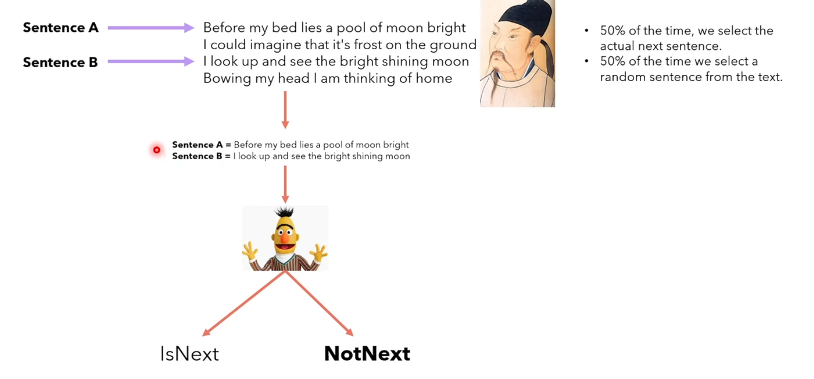 Sentence A
Before my bed lies a pool of moon bright
I could imagine that it's frost on the ground
Sentence B
I look up and see the bright shining moon
Bowing my head I am thinking of home
• 50% of the time, we select the
actual next sentence.
• 50% of the time we select a
random sentence from the text.
Sentence A = Before my bed lies a pool of moon bright
Sentence B = I look up and see the bright shining moon
IsNext
NotNext